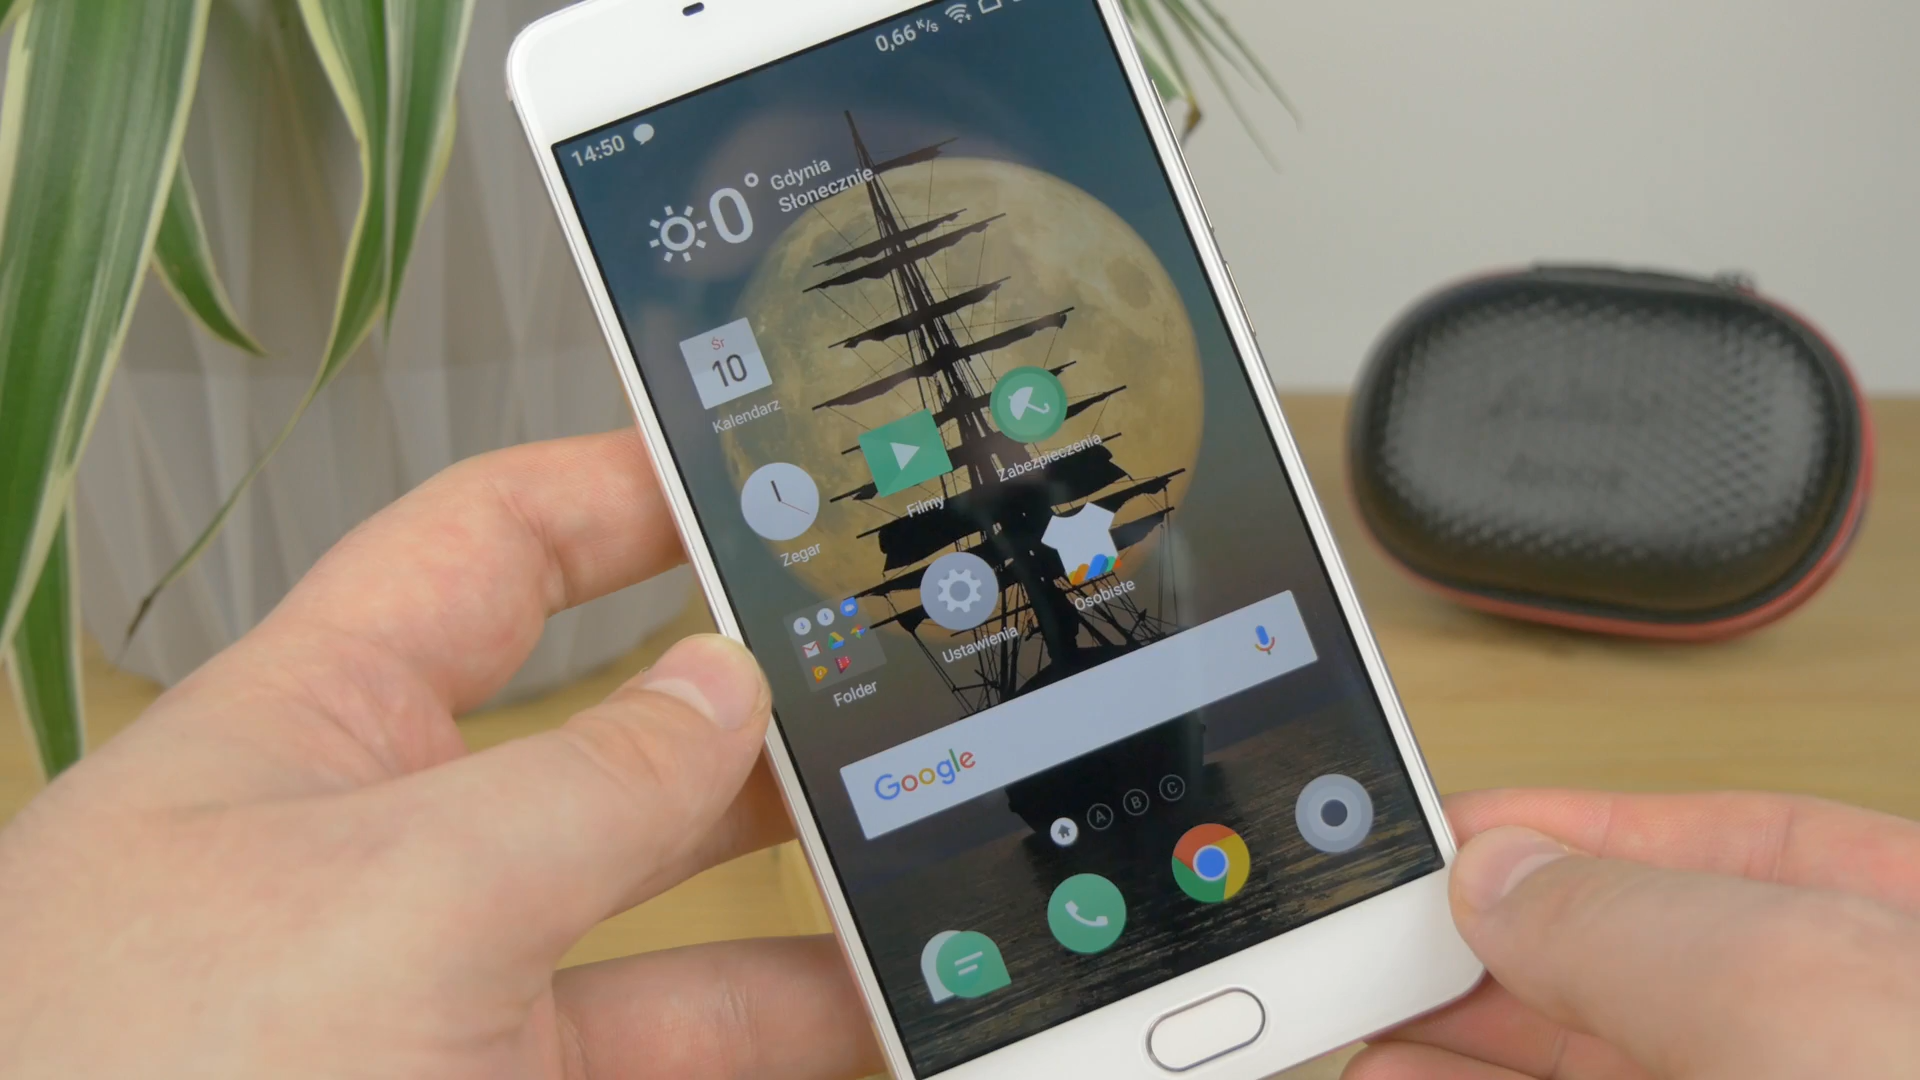 14:50
0,66 K/s
0°
Gdynia
Słonecznie
Śr
10
Kalendarz
Zegar
Filmy
Zabezpieczenia
Folder
Ustawienia
Osobiste
Google
A B C